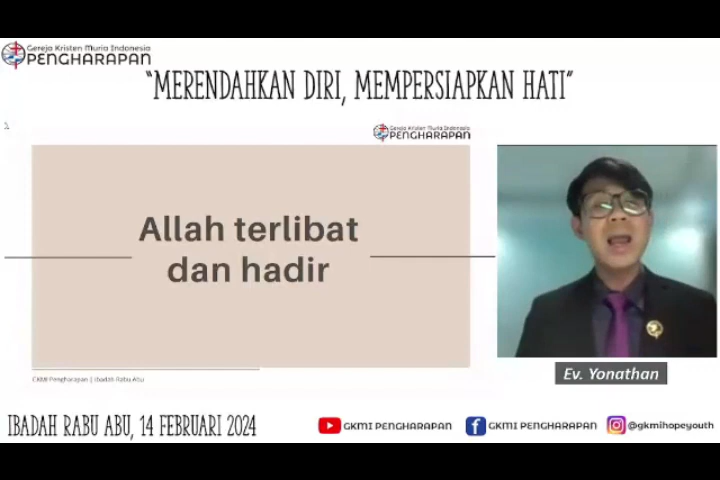 Gereja Kristen Muria Indonesia
PENGHARAPAN
"MERENDAHKAN DIRI, MEMPERSIAPKAN HATI"
Gereja Kristen Muria Indonesia
PENGHARAPAN
Allah terlibat
dan hadir
GKMI Pengharapan | Ibadah Rabu Abu
Ev. Yonathan
IBADAH RABU ABU, 14 FEBRUARI 2024
GKMI PENGHARAPAN
GKMI PENGHARAPAN
@gkmihopeyouth